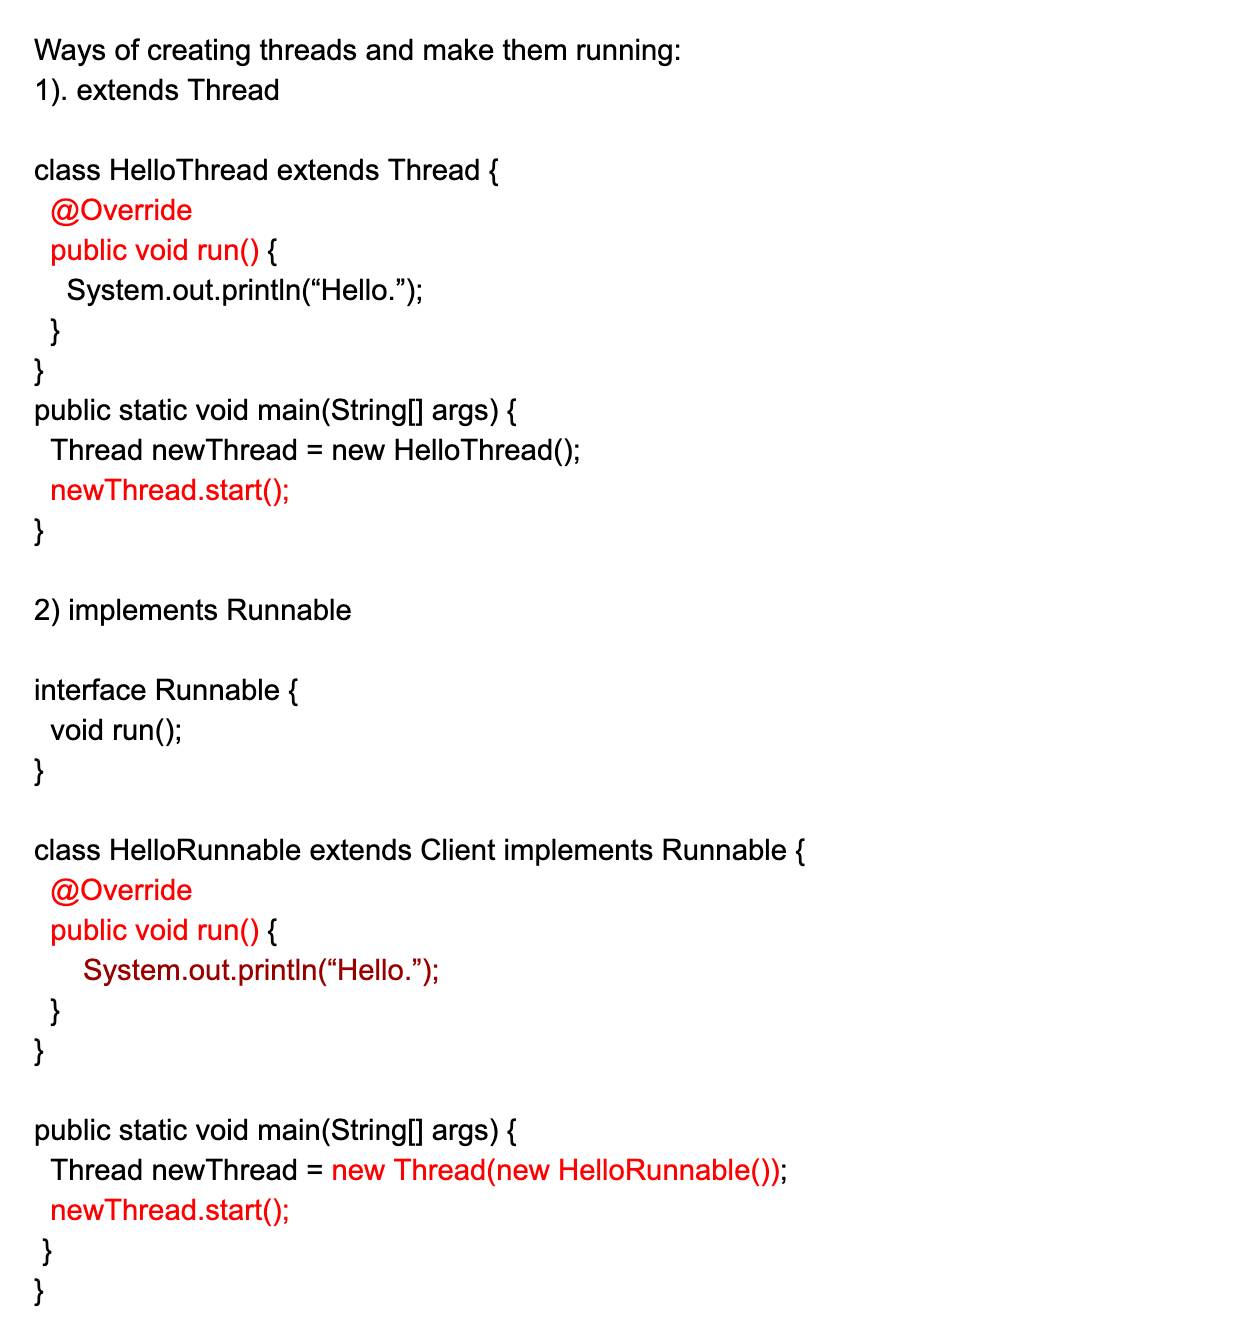 Ways of creating threads and make them running:
1). extends Thread
class HelloThread extends Thread {
@Override
public void run() {
System.out.println(“Hello.”);
}
}
public static void main(String[] args) {
Thread newThread = new HelloThread();
newThread.start();
}
2) implements Runnable
interface Runnable {
void run();
}
class HelloRunnable extends Client implements Runnable {
@Override
public void run() {
System.out.println(“Hello.”);
}
}
public static void main(String[] args) {
Thread newThread = new Thread(new HelloRunnable());
newThread.start();
}
}